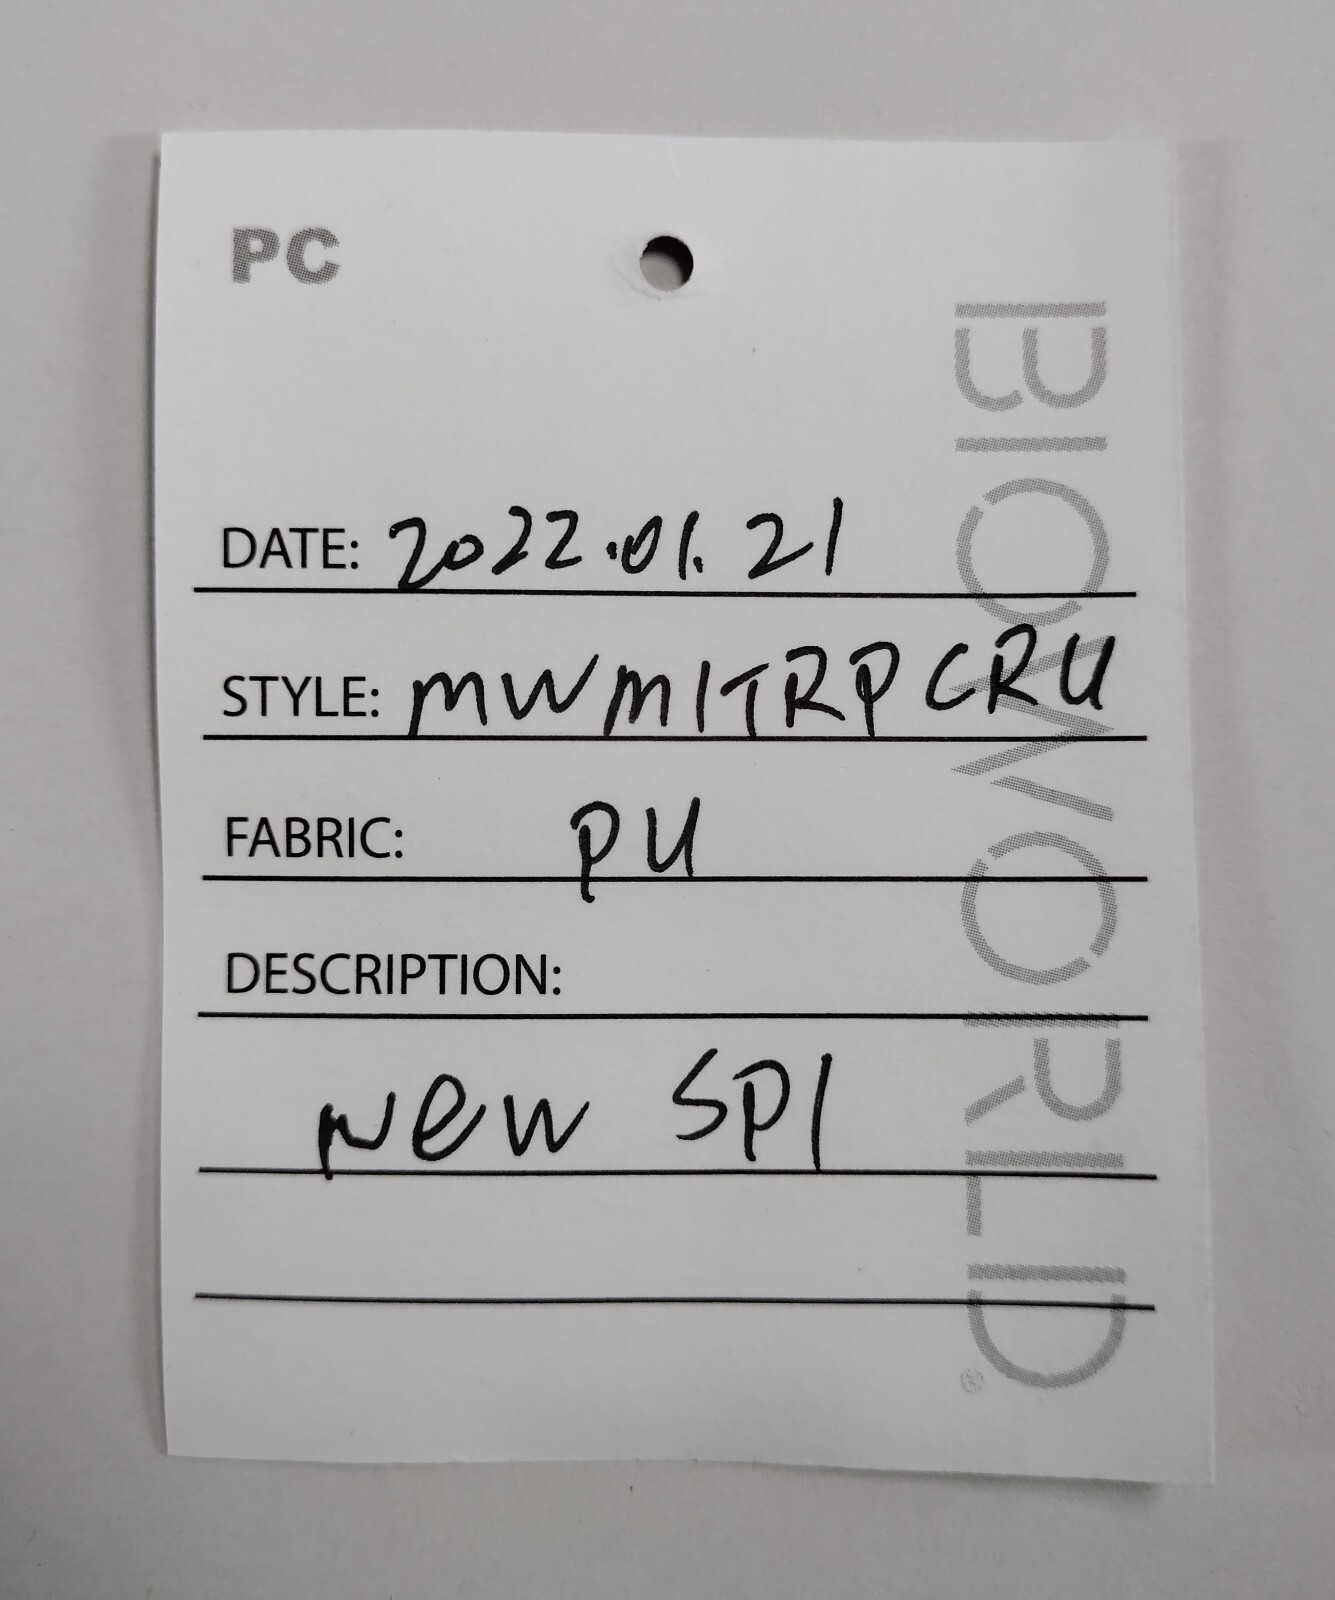 PC
BIOWORLD®
DATE: 2022.01.21
STYLE: MWMITRPCRU
FABRIC: PU
DESCRIPTION:
New SPI